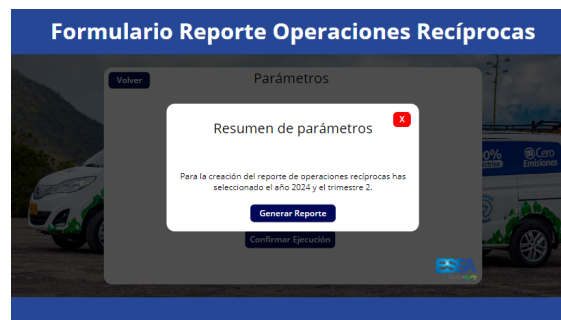 Formulario Reporte Operaciones Recíprocas
Volver
Parámetros
X
Resumen de parámetros
Para la creación del reporte de operaciones recíprocas has
seleccionado el año 2024 y el trimestre 2.
Generar Reporte
Confirmar Ejecución
0%
Cero
Emisiones